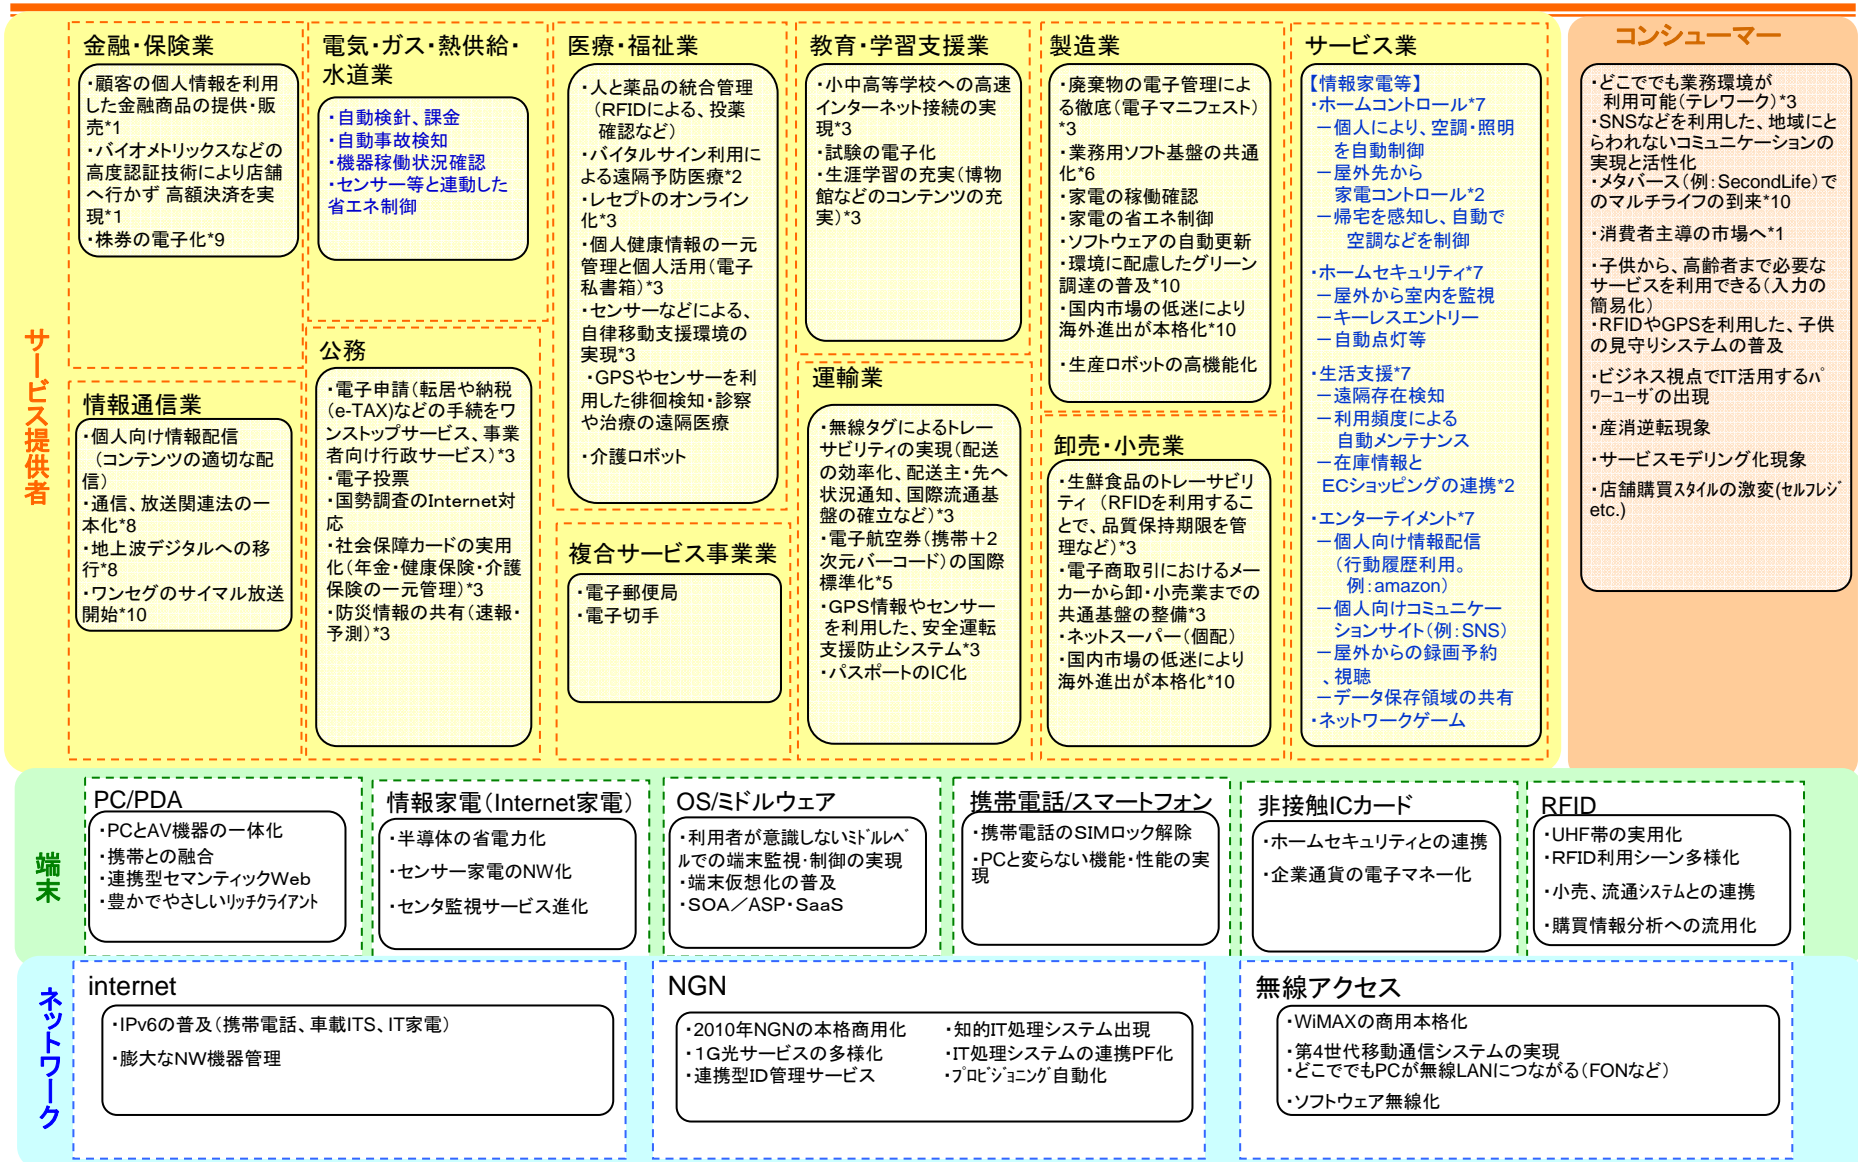 サービス提供者
金融・保険業
・顧客の個人情報を利用
した金融商品の提供・販
売*1
・バイオメトリックスなどの
高度認証技術により店舗
へ行かず 高額決済を実
現*1
・株券の電子化*9
情報通信業
・個人向け情報配信
（コンテンツの適切な配
信）
・通信、放送関連法の一
本化*8
・地上波デジタルへの移
行*8
・ワンセグのサイマル放送
開始*10
電気・ガス・熱供給・
水道業
・自動検針、課金
・自動事故検知
・機器稼働状況確認
・センサー等と連動した
省エネ制御
公務
・電子申請（転居や納税
（e-TAX)などの手続をワ
ンストップサービス、事業
者向け行政サービス）*3
・電子投票
・国勢調査のInternet対
応
・社会保障カードの実用
化（年金・健康保険・介護
保険の一元管理）*3
・防災情報の共有（速報・
予測）*3
医療・福祉業
・人と薬品の統合管理
（RFIDによる、投薬
確認など）
・バイタルサイン利用に
よる遠隔予防医療*2
・レセプトのオンライン
化*3
・個人健康情報の一元
管理と個人活用（電子
私書箱）*3
・センサーなどによる、
自律移動支援環境の
実現*3
・GPSやセンサーを利
用した徘徊検知・診察
や治療の遠隔医療
・介護ロボット
複合サービス事業業
・電子郵便局
・電子切手
教育・学習支援業
・小中高等学校への高速
インターネット接続の実
現*3
・試験の電子化
・生涯学習の充実（博物
館などのコンテンツの充
実）*3
運輸業
・無線タグによるトレー
サビリティの実現（配送
の効率化、配送主・先へ
状況通知、国際流通基
盤の確立など）*3
・電子航空券（携帯＋2
次元バーコード）の国際
標準化*5
・GPS情報やセンサー
を利用した、安全運転
支援防止システム*3
・パスポートのIC化
製造業
・廃棄物の電子管理によ
る徹底（電子マニフェスト）
*3
・業務用ソフト基盤の共通
化*6
・家電の稼働確認
・家電の省エネ制御
・ソフトウェアの自動更新
・環境に配慮したグリーン
調達の普及*10
・国内市場の低迷により
海外進出が本格化*10
・生産ロボットの高機能化
卸売・小売業
・生鮮食品のトレーサビリ
ティ （RFIDを利用するこ
とで、品質保持期限を管
理など）*3
・電子商取引におけるメー
カーから卸・小売業までの
共通基盤の整備*3
・ネットスーパー（個配）
・国内市場の低迷により
海外進出が本格化*10
サービス業
【情報家電等】
・ホームコントロール*7
－個人により、空調・照明
を自動制御
－屋外先から
家電コントロール*2
－帰宅を感知し、自動で
空調などを制御
・ホームセキュリティ*7
－屋外から室内を監視
－キーレスエントリー
－自動点灯等
・生活支援*7
－遠隔存在検知
－利用頻度による
自動メンテナンス
－在庫情報と
ECショッピングの連携*2
・エンターテイメント*7
－個人向け情報配信
（行動履歴利用。
例：amazon）
－個人向けコミュニケー
ションサイト（例：SNS）
－屋外からの録画予約
、視聴
－データ保存領域の共有
・ネットワークゲーム
コンシューマー
・どこででも業務環境が
利用可能（テレワーク）*3
・SNSなどを利用した、地域にと
らわれないコミュニケーションの
実現と活性化
・メタバース（例：SecondLife）で
のマルチライフの到来*10
・消費者主導の市場へ*1
・子供から、高齢者まで必要な
サービスを利用できる（入力の
簡易化）
・RFIDやGPSを利用した、子供
の見守りシステムの普及
・ビジネス視点でIT活用するﾊﾟ
ﾜｰﾕｰｻﾞの出現
・産消逆転現象
・サービスモデリング化現象
・店舗購買ｽﾀｲﾙの激変(ｾﾙﾌﾚｼﾞ
etc.)
端末
PC/PDA
・PCとAV機器の一体化
・携帯との融合
・連携型セマンティックWeb
・豊かでやさしいﾘｯﾁｸﾗｲｱﾝﾄ
情報家電（Internet家電）
・半導体の省電力化
・センサー家電のNW化
・センタ監視サービス進化
OS/ミドルウェア
・利用者が意識しないﾐﾄﾞﾙﾚﾍﾞ
ﾙでの端末監視・制御の実現
・端末仮想化の普及
・SOA／ASP・SaaS
携帯電話/スマートフォン
・携帯電話のSIMロック解除
・PCと変らない機能・性能の実
現
非接触ICカード
・ホームセキュリティとの連携
・企業通貨の電子マネー化
RFID
・UHF帯の実用化
・RFID利用シーン多様化
・小売、流通ｼｽﾃﾑとの連携
・購買情報分析への流用化
ネットワーク
internet
・IPv6の普及（携帯電話、車載ITS、IT家電）
・膨大なNW機器管理
NGN
・2010年NGNの本格商用化
・1G光サービスの多様化
・連携型ID管理サービス
・知的IT処理システム出現
・IT処理システムの連携PF化
・ﾌﾟﾛﾋﾞｼﾞｮﾆﾝｸﾞ自動化
無線アクセス
・WiMAXの商用本格化
・第4世代移動通信システムの実現
・どこででもPCが無線LANにつながる（FONなど）
・ソフトウェア無線化